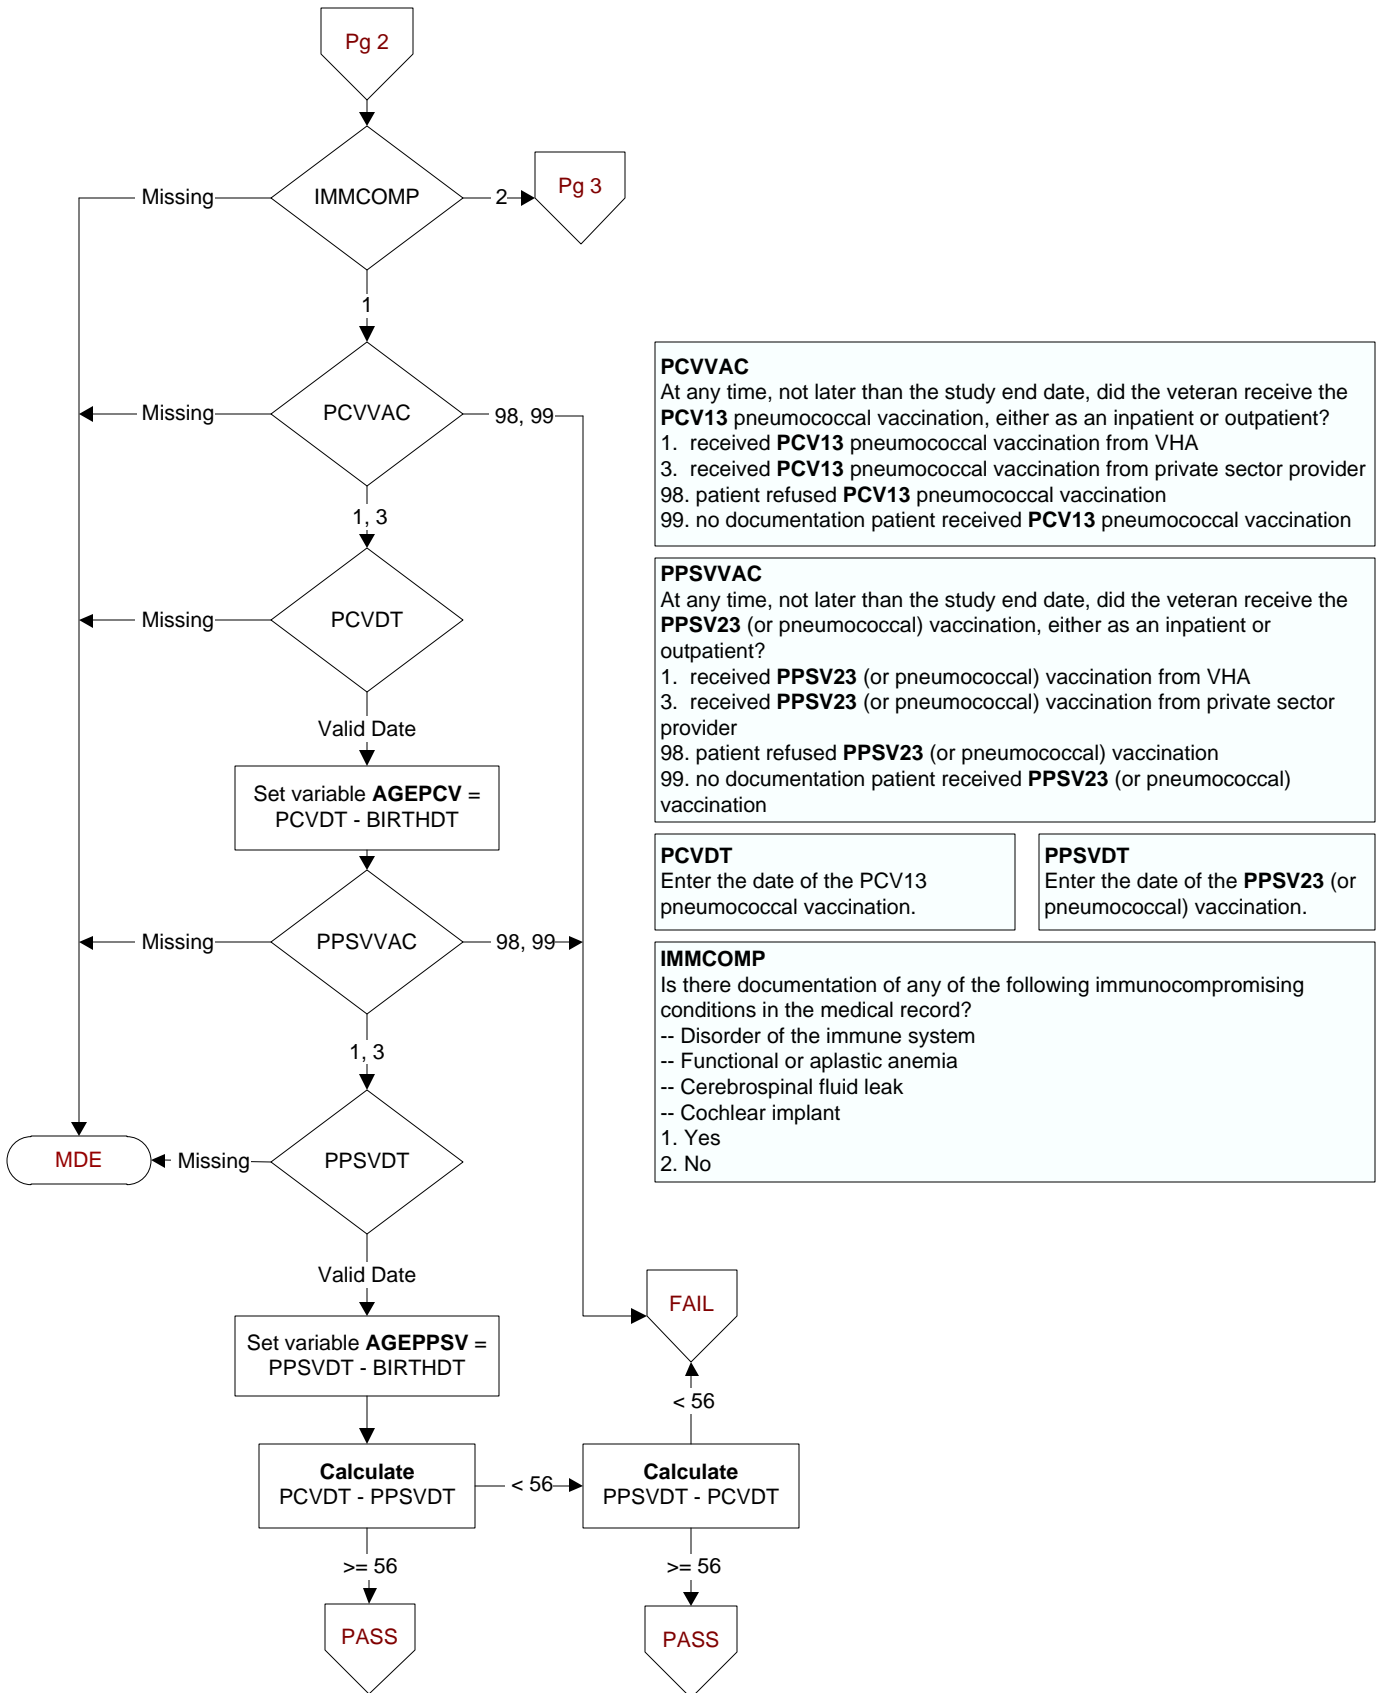 Pg 2
Missing
IMMCOMP
2
Pg 3
1
Missing
PCVVAC
98, 99
1, 3
Missing
PCVDT
Valid Date
Set variable AGEPCV =
PCVDT - BIRTHDT
Missing
PPSVVAC
98, 99
1, 3
MDE
Missing
PPSVDT
Valid Date
Set variable AGEPPSV =
PPSVDT - BIRTHDT
FAIL
< 56
Calculate
PCVDT - PPSVDT
< 56
Calculate
PPSVDT - PCVDT
>= 56
>= 56
PASS
PASS
PCVVAC
At any time, not later than the study end date, did the veteran receive the
PCV13 pneumococcal vaccination, either as an inpatient or outpatient?
1. received PCV13 pneumococcal vaccination from VHA
3. received PCV13 pneumococcal vaccination from private sector provider
98. patient refused PCV13 pneumococcal vaccination
99. no documentation patient received PCV13 pneumococcal vaccination
PPSVVAC
At any time, not later than the study end date, did the veteran receive the
PPSV23 (or pneumococcal) vaccination, either as an inpatient or
outpatient?
1. received PPSV23 (or pneumococcal) vaccination from VHA
3. received PPSV23 (or pneumococcal) vaccination from private sector
provider
98. patient refused PPSV23 (or pneumococcal) vaccination
99. no documentation patient received PPSV23 (or pneumococcal)
vaccination
PCVDT
Enter the date of the PCV13
pneumococcal vaccination.
PPSVDT
Enter the date of the PPSV23 (or
pneumococcal) vaccination.
IMMCOMP
Is there documentation of any of the following immunocompromising
conditions in the medical record?
-- Disorder of the immune system
-- Functional or aplastic anemia
-- Cerebrospinal fluid leak
-- Cochlear implant
1. Yes
2. No